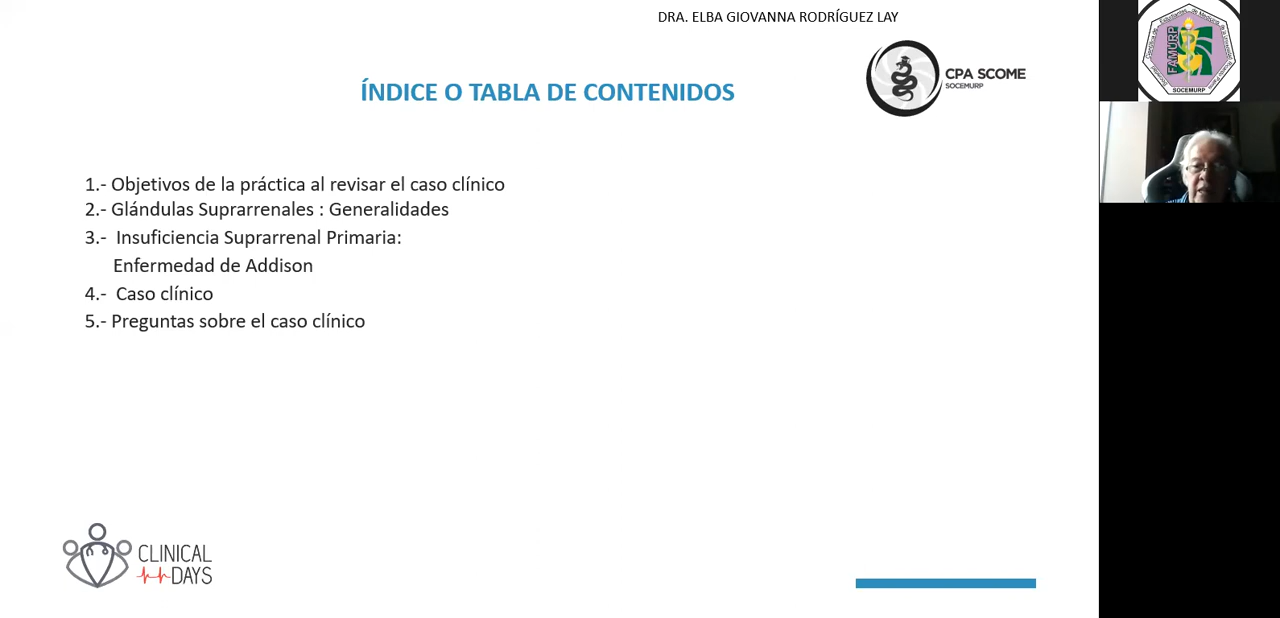 DRA. ELBA GIOVANNA RODRÍGUEZ LAY
CPA SCOME
SOCEMURP
ÍNDICE O TABLA DE CONTENIDOS
1.- Objetivos de la práctica al revisar el caso clínico
2.- Glándulas Suprarrenales : Generalidades
3.- Insuficiencia Suprarrenal Primaria:
Enfermedad de Addison
4.- Caso clínico
5.- Preguntas sobre el caso clínico
CLINICAL
DAYS
FAMURP
SOCEMURP